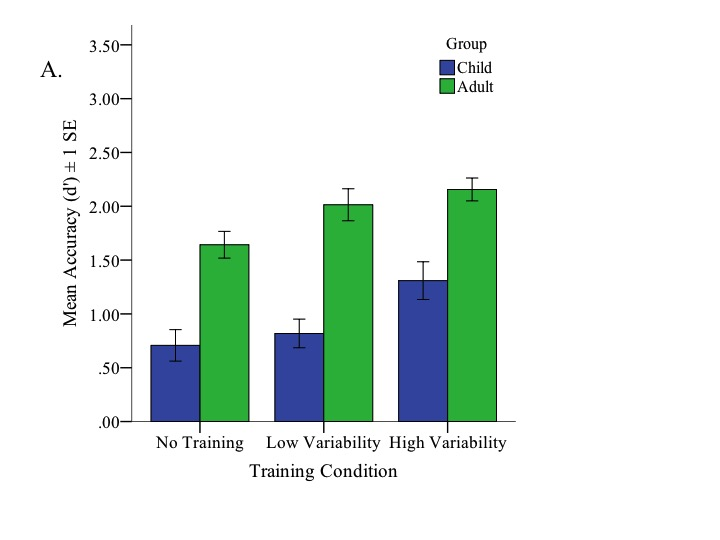 A.
Group
Child
Adult
Mean Accuracy (d') ± 1 SE
3.50
3.00
2.50
2.00
1.50
1.00
.50
.00
No Training Low Variability High Variability
Training Condition